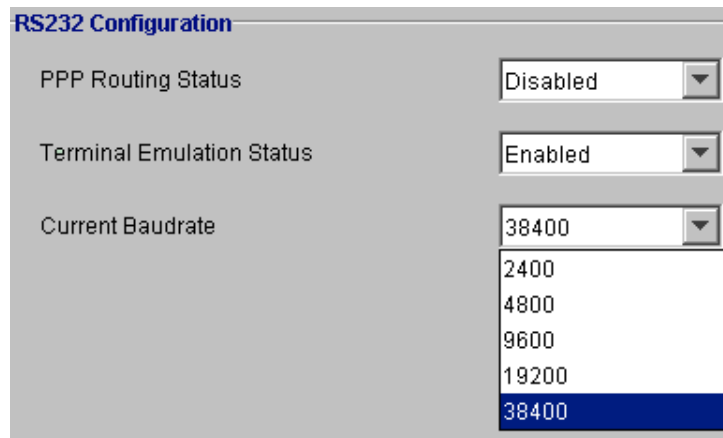 RS232 Configuration
PPP Routing Status Disabled
Terminal Emulation Status Enabled
Current Baudrate 38400
2400
4800
9600
19200
38400